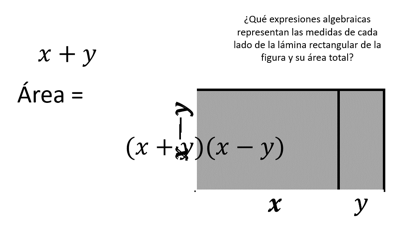 ¿Qué expresiones algebraicas
representan las medidas de cada
lado de la lámina rectangular de la
figura y su área total?
x + y
Área =
x−y
(x + y)(x − y)
x
y